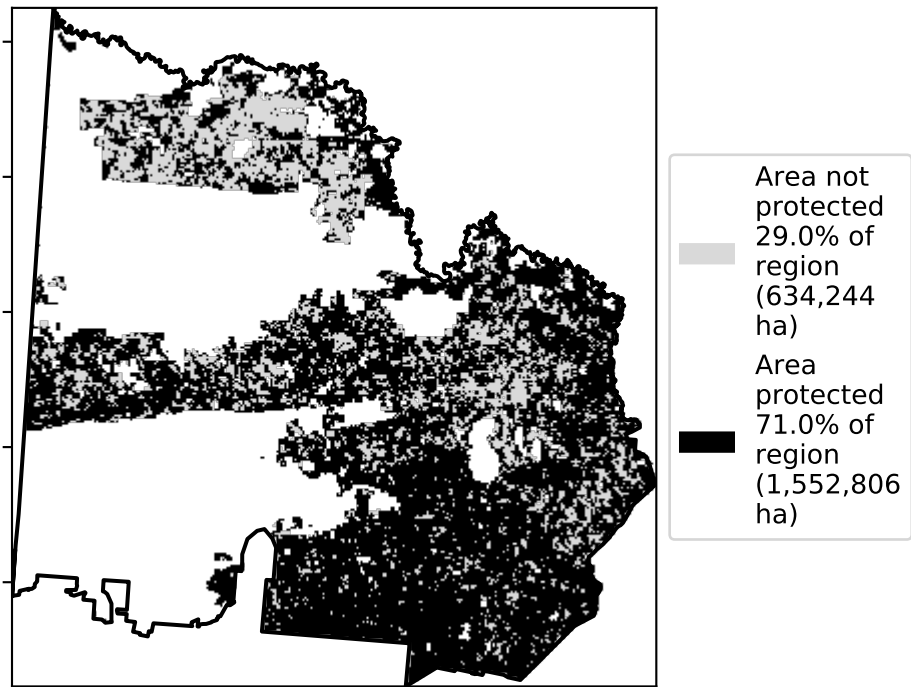 Area not
protected
29.0% of
region
(634,244
ha)
Area
protected
71.0% of
region
(1,552,806
ha)